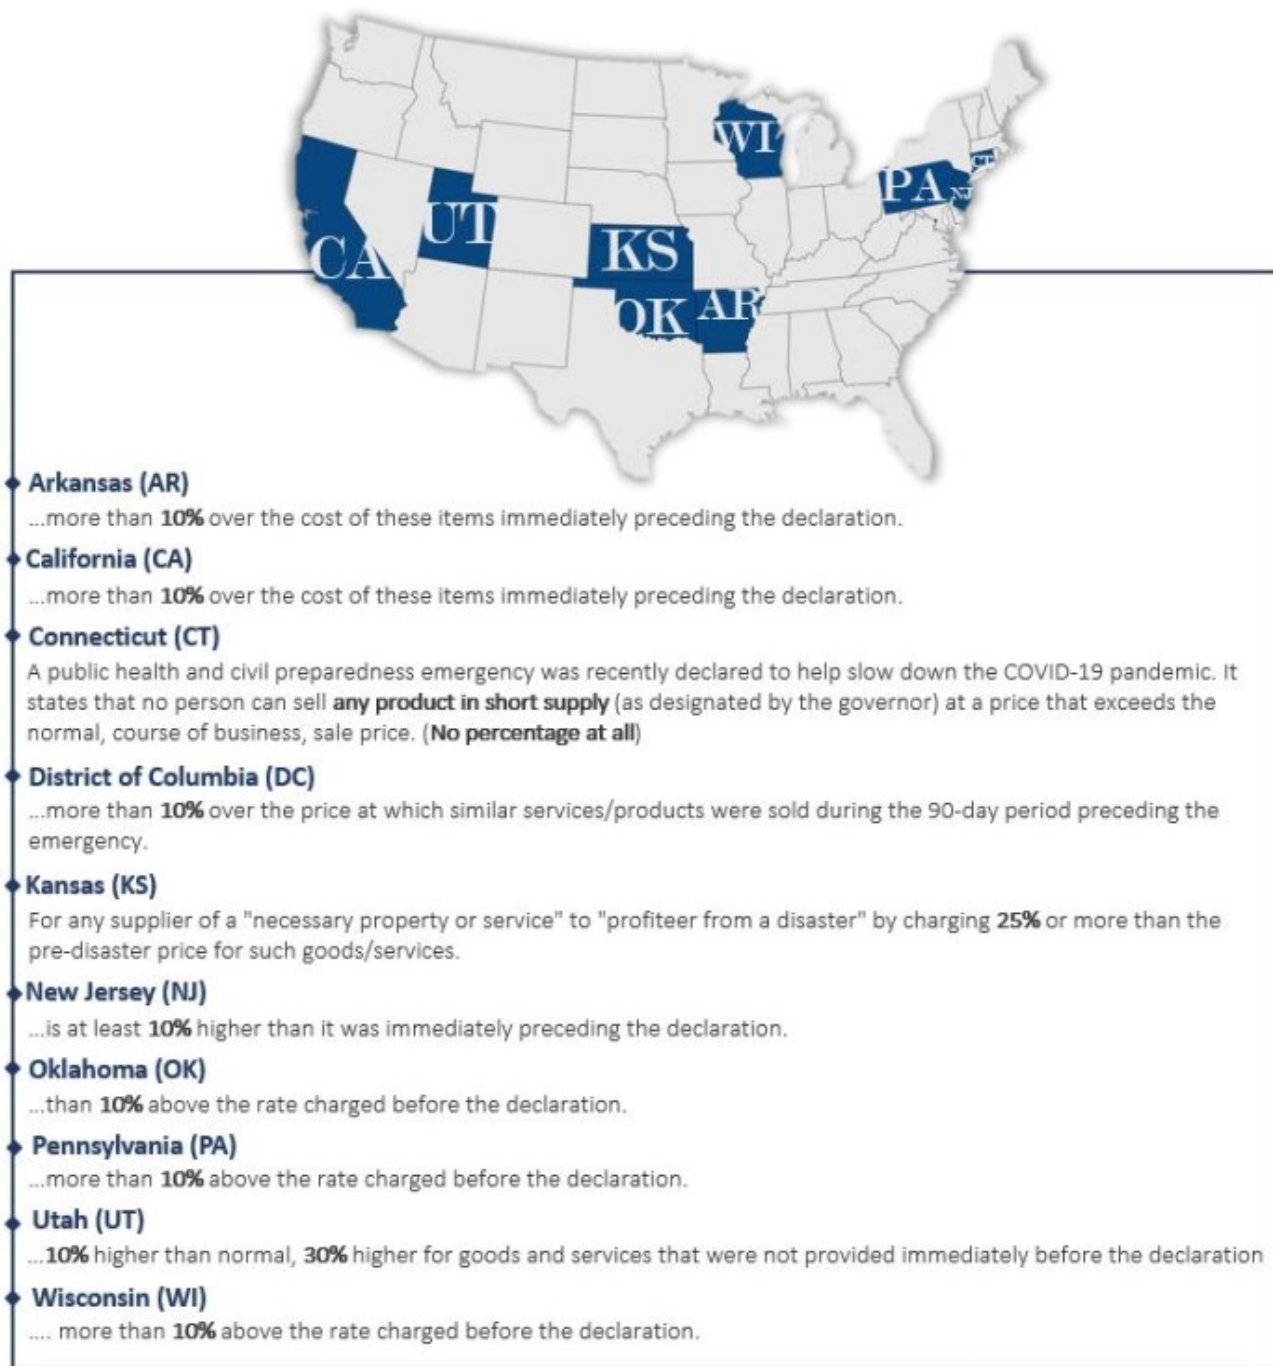 WI
CT
PA
NJ
UT
KS
CA
OK
AR
Arkansas (AR)
...more than 10% over the cost of these items immediately preceding the declaration.
California (CA)
...more than 10% over the cost of these items immediately preceding the declaration.
Connecticut (CT)
A public health and civil preparedness emergency was recently declared to help slow down the COVID-19 pandemic. It
states that no person can sell any product in short supply (as designated by the governor) at a price that exceeds the
normal, course of business, sale price. (No percentage at all)
District of Columbia (DC)
...more than 10% over the price at which similar services/products were sold during the 90-day period preceding the
emergency.
Kansas (KS)
For any supplier of a "necessary property or service" to "profiteer from a disaster" by charging 25% or more than the
pre-disaster price for such goods/services.
New Jersey (NJ)
...is at least 10% higher than it was immediately preceding the declaration.
Oklahoma (OK)
...than 10% above the rate charged before the declaration.
Pennsylvania (PA)
...more than 10% above the rate charged before the declaration.
Utah (UT)
...10% higher than normal, 30% higher for goods and services that were not provided immediately before the declaration
Wisconsin (WI)
.... more than 10% above the rate charged before the declaration.